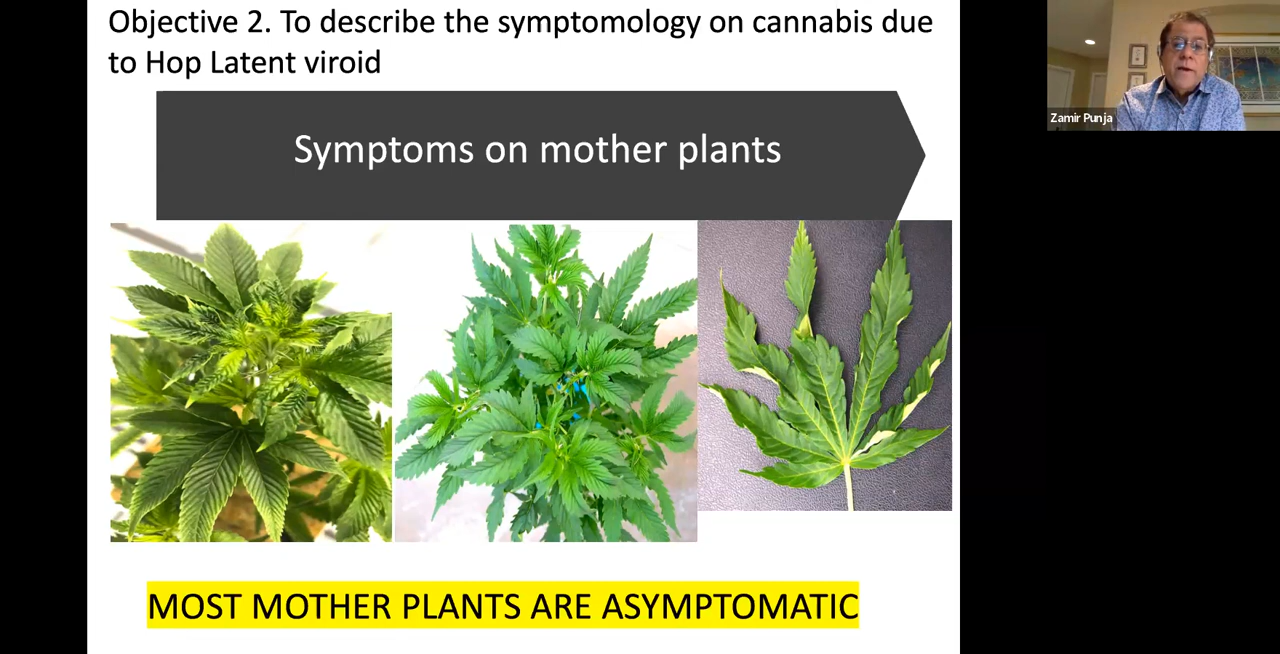 Objective 2. To describe the symptomology on cannabis due
to Hop Latent viroid
Symptoms on mother plants
MOST MOTHER PLANTS ARE ASYMPTOMATIC
Zamir Punja